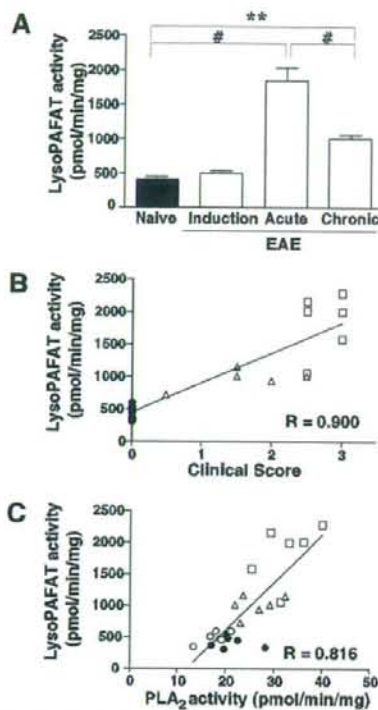 A
**
# #
LysoPAFAT activity
(pmol/min/mg)
2500
2000
1500
1000
500
0
Naive Induction Acute Chronic
EAE
B
LysoPAFAT activity
(pmol/min/mg)
2500
2000
1500
1000
500
0
0 1 2 3
R = 0.900
Clinical Score
C
LysoPAFAT activity
(pmol/min/mg)
2500
2000
1500
1000
500
0
0 10 20 30 40 50
R = 0.816
PLA2 activity (pmol/min/mg)